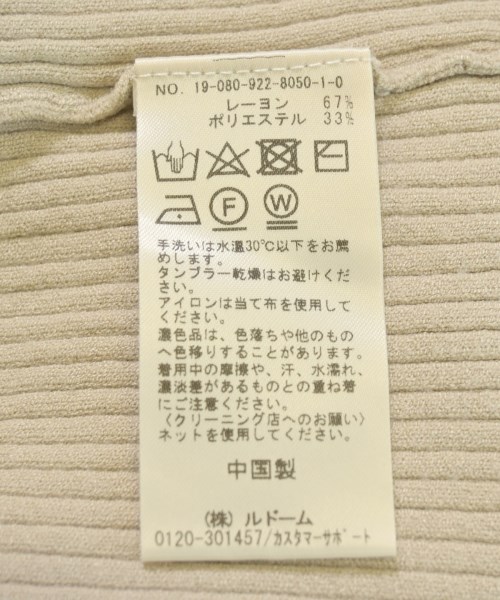 NO. 19-080-922-8050-1-0
レーヨン 67%
ポリエステル 33%
F
W
手洗いは水温30℃以下をお薦
めします。
タンブラー乾燥はお避けくだ
さい。
アイロンは当て布を使用して
ください。
濃色品は、色落ちや他のもの
へ色移りすることがあります。
着用中の摩擦や、汗、水濡れ、
濃淡差があるものとの重ね着
にご注意ください。
〈クリーニング店へのお願い〉
ネットを使用してください。
中国製
(株) ルドーム
0120-301457/カスタマーサポート